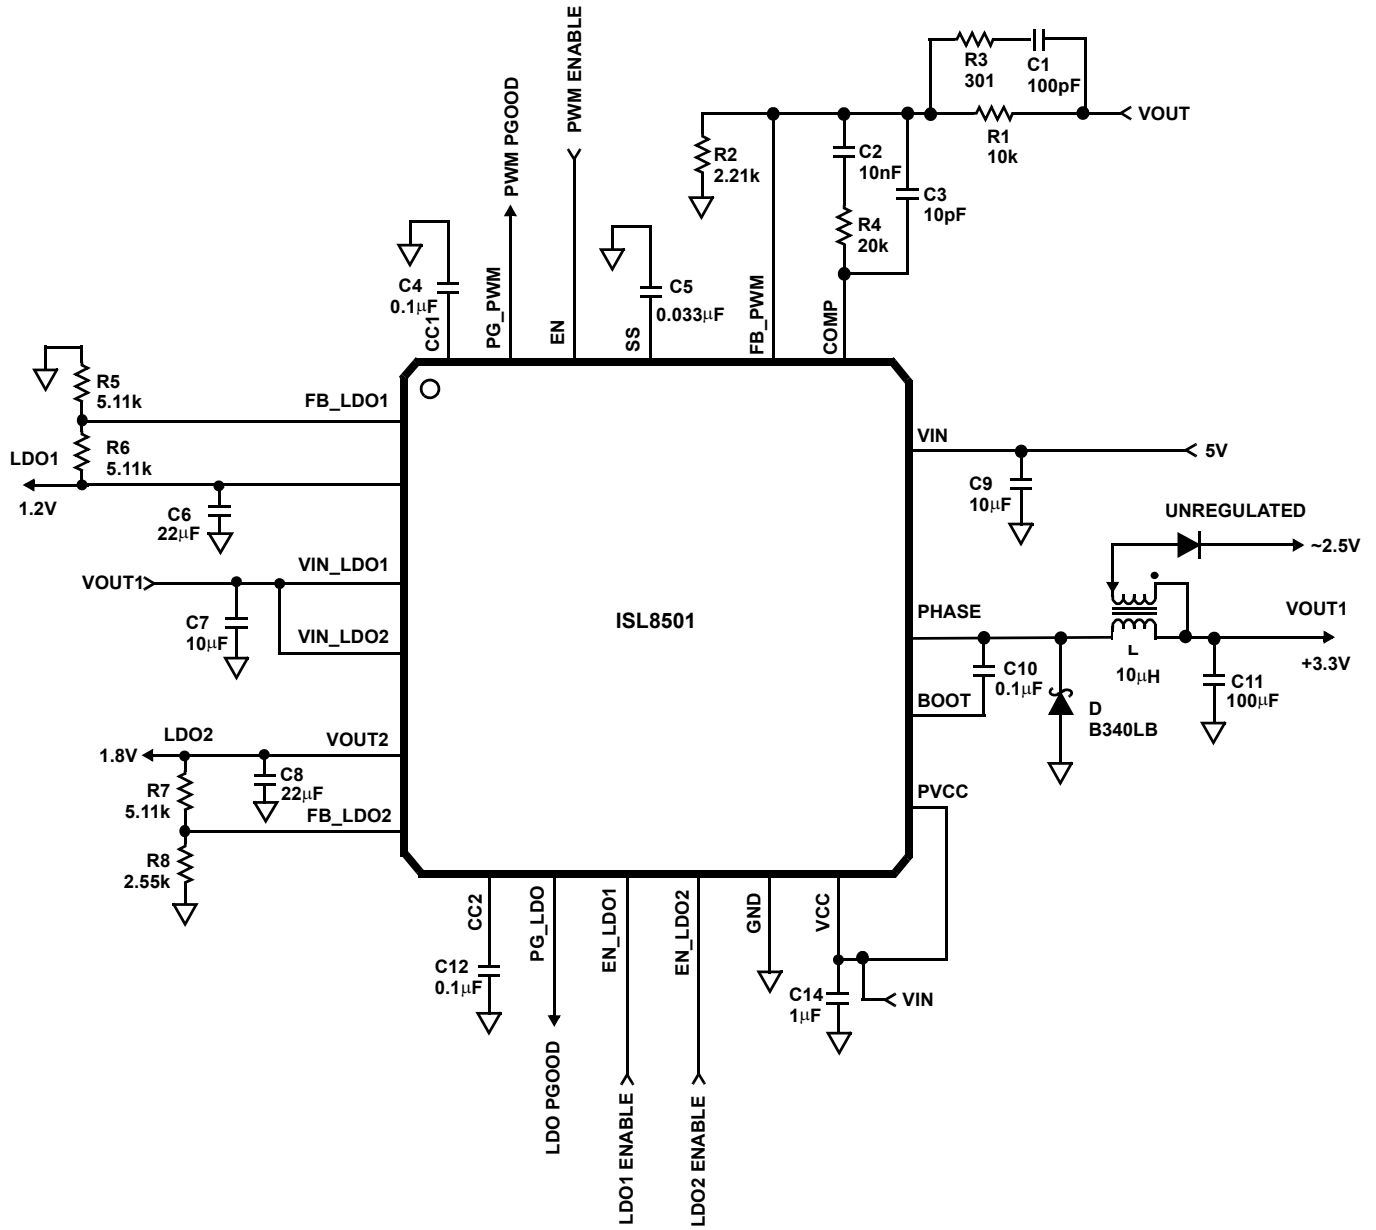 PWM ENABLE
PWM PGOOD
R3
301
C1
100pF
VOUT
R1
10k
R2
2.21k
C2
10nF
C3
10pF
R4
20k
C4
0.1µF
C5
0.033µF
CC1
PG_PWM
EN
SS
FB_PWM
COMP
R5
5.11k
FB_LDO1
R6
5.11k
LDO1
1.2V
C6
22µF
VIN
5V
C9
10µF
UNREGULATED
~2.5V
VOUT1
VIN_LDO1
C7
10µF
VIN_LDO2
ISL8501
PHASE
VOUT1
+3.3V
L
10µH
C10
0.1µF
BOOT
C11
100µF
D
B340LB
LDO2
1.8V
VOUT2
C8
22µF
R7
5.11k
FB_LDO2
R8
2.55k
PVCC
CC2
PG_LDO
EN_LDO1
EN_LDO2
GND
VCC
C12
0.1µF
C14
1µF
VIN
LDO PGOOD
LDO1 ENABLE
LDO2 ENABLE